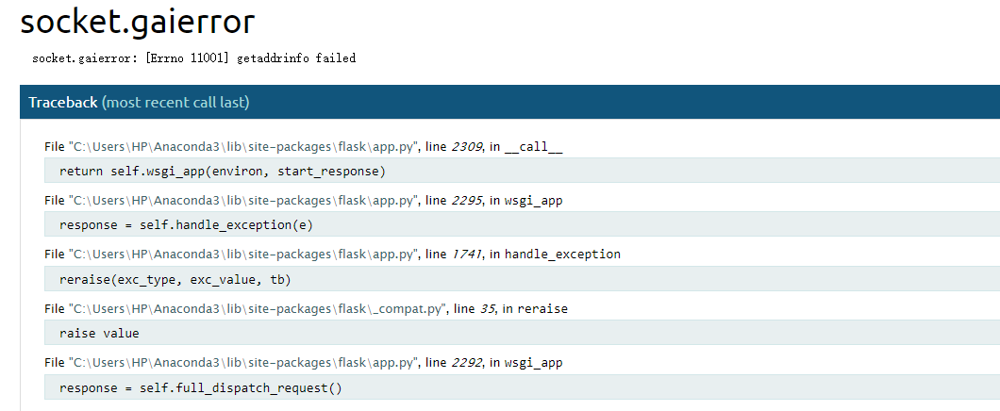 socket.gaierror
socket.gaierror: [Errno 11001] getaddrinfo failed
Traceback (most recent call last)
File "C:\Users\HP\Anaconda3\lib\site-packages\flask\app.py", line 2309, in __call__
return self.wsgi_app(environ, start_response)
File "C:\Users\HP\Anaconda3\lib\site-packages\flask\app.py", line 2295, in wsgi_app
response = self.handle_exception(e)
File "C:\Users\HP\Anaconda3\lib\site-packages\flask\app.py", line 1741, in handle_exception
reraise(exc_type, exc_value, tb)
File "C:\Users\HP\Anaconda3\lib\site-packages\flask\_compat.py", line 35, in reraise
raise value
File "C:\Users\HP\Anaconda3\lib\site-packages\flask\app.py", line 2292, in wsgi_app
response = self.full_dispatch_request()